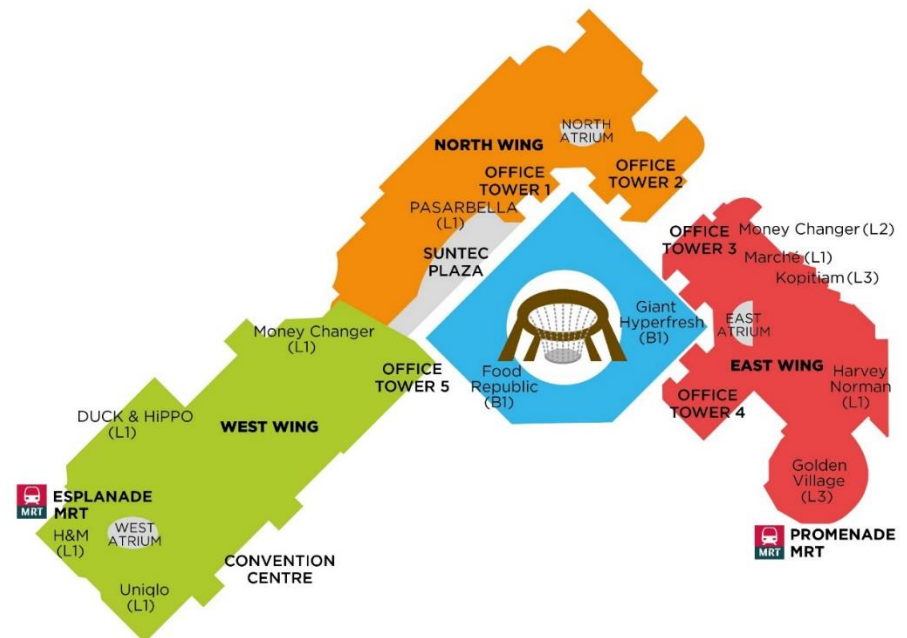 NORTH
ATRIUM
NORTH WING
OFFICE
TOWER 1
OFFICE
TOWER 2
PASARBELLA
(L1)
SUNTEC
PLAZA
OFFICE
TOWER 3
Money Changer (L2)
Marché (L1)
Kopitiam (L3)
Giant
Hyperfresh
(B1)
EAST
ATRIUM
EAST WING
Harvey
Norman
(L1)
OFFICE
TOWER 4
Food
Republic
(B1)
Money Changer
(L1)
OFFICE
TOWER 5
DUCK & HiPPO
(L1)
WEST WING
Golden
Village
(L3)
MRT
ESPLANADE
MRT
H&M
(L1)
WEST
ATRIUM
CONVENTION
CENTRE
Uniqlo
(L1)
MRT
PROMENADE
MRT